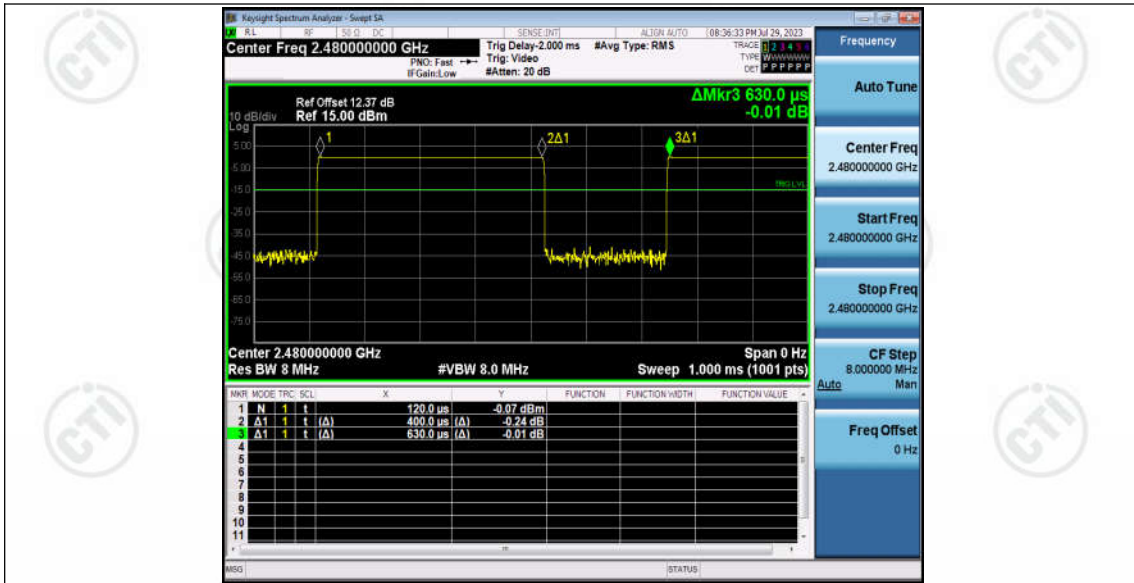 Keysight Spectrum Analyzer - Swept SA
RL RF 50 Ω DC SENSE:INT ALIGN AUTO 08:36:33 PM Jul 29, 2023
Center Freq 2.480000000 GHz
Trig Delay-2.000 ms #Avg Type: RMS
TRACE 1 2 3 4 5 6
PNO: Fast Trig: Video
TYPE WWWWWW
IFGain:Low #Atten: 20 dB
DET P P P P P P
ΔMkr3 630.0 µs
-0.01 dB
Ref Offset 12.37 dB
10 dB/div Ref 15.00 dBm
Log
5.00
-5.00
-15.0
-25.0
-35.0
-45.0
-55.0
-65.0
-75.0
1
2Δ1
3Δ1
TRIG LVL
Center 2.480000000 GHz Span 0 Hz
Res BW 8 MHz #VBW 8.0 MHz Sweep 1.000 ms (1001 pts)
MKR MODE TRC SCL X Y FUNCTION FUNCTION WIDTH FUNCTION VALUE
1 N 1 t 120.0 µs -0.07 dBm
2 Δ1 1 t (Δ) 400.0 µs (Δ) -0.24 dB
3 Δ1 1 t (Δ) 630.0 µs (Δ) -0.01 dB
4
5
6
7
8
9
10
11
MSG STATUS
Frequency
Auto Tune
Center Freq
2.480000000 GHz
Start Freq
2.480000000 GHz
Stop Freq
2.480000000 GHz
CF Step
8.000000 MHz
Auto Man
Freq Offset
0 Hz
CTI
CTI
CTI
CTI